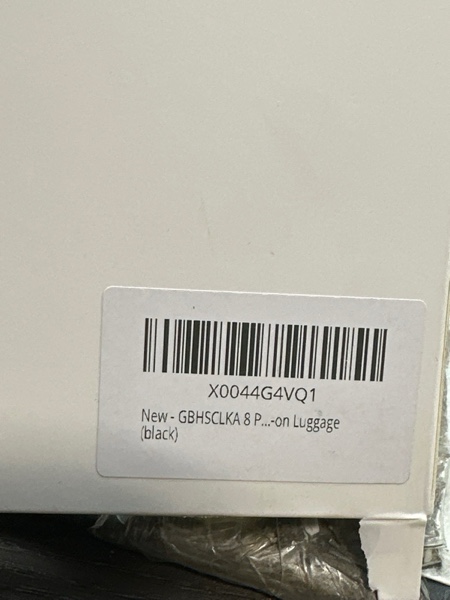 X0044G4VQ1
New - GBHSCLKA 8 P...-on Luggage
(black)